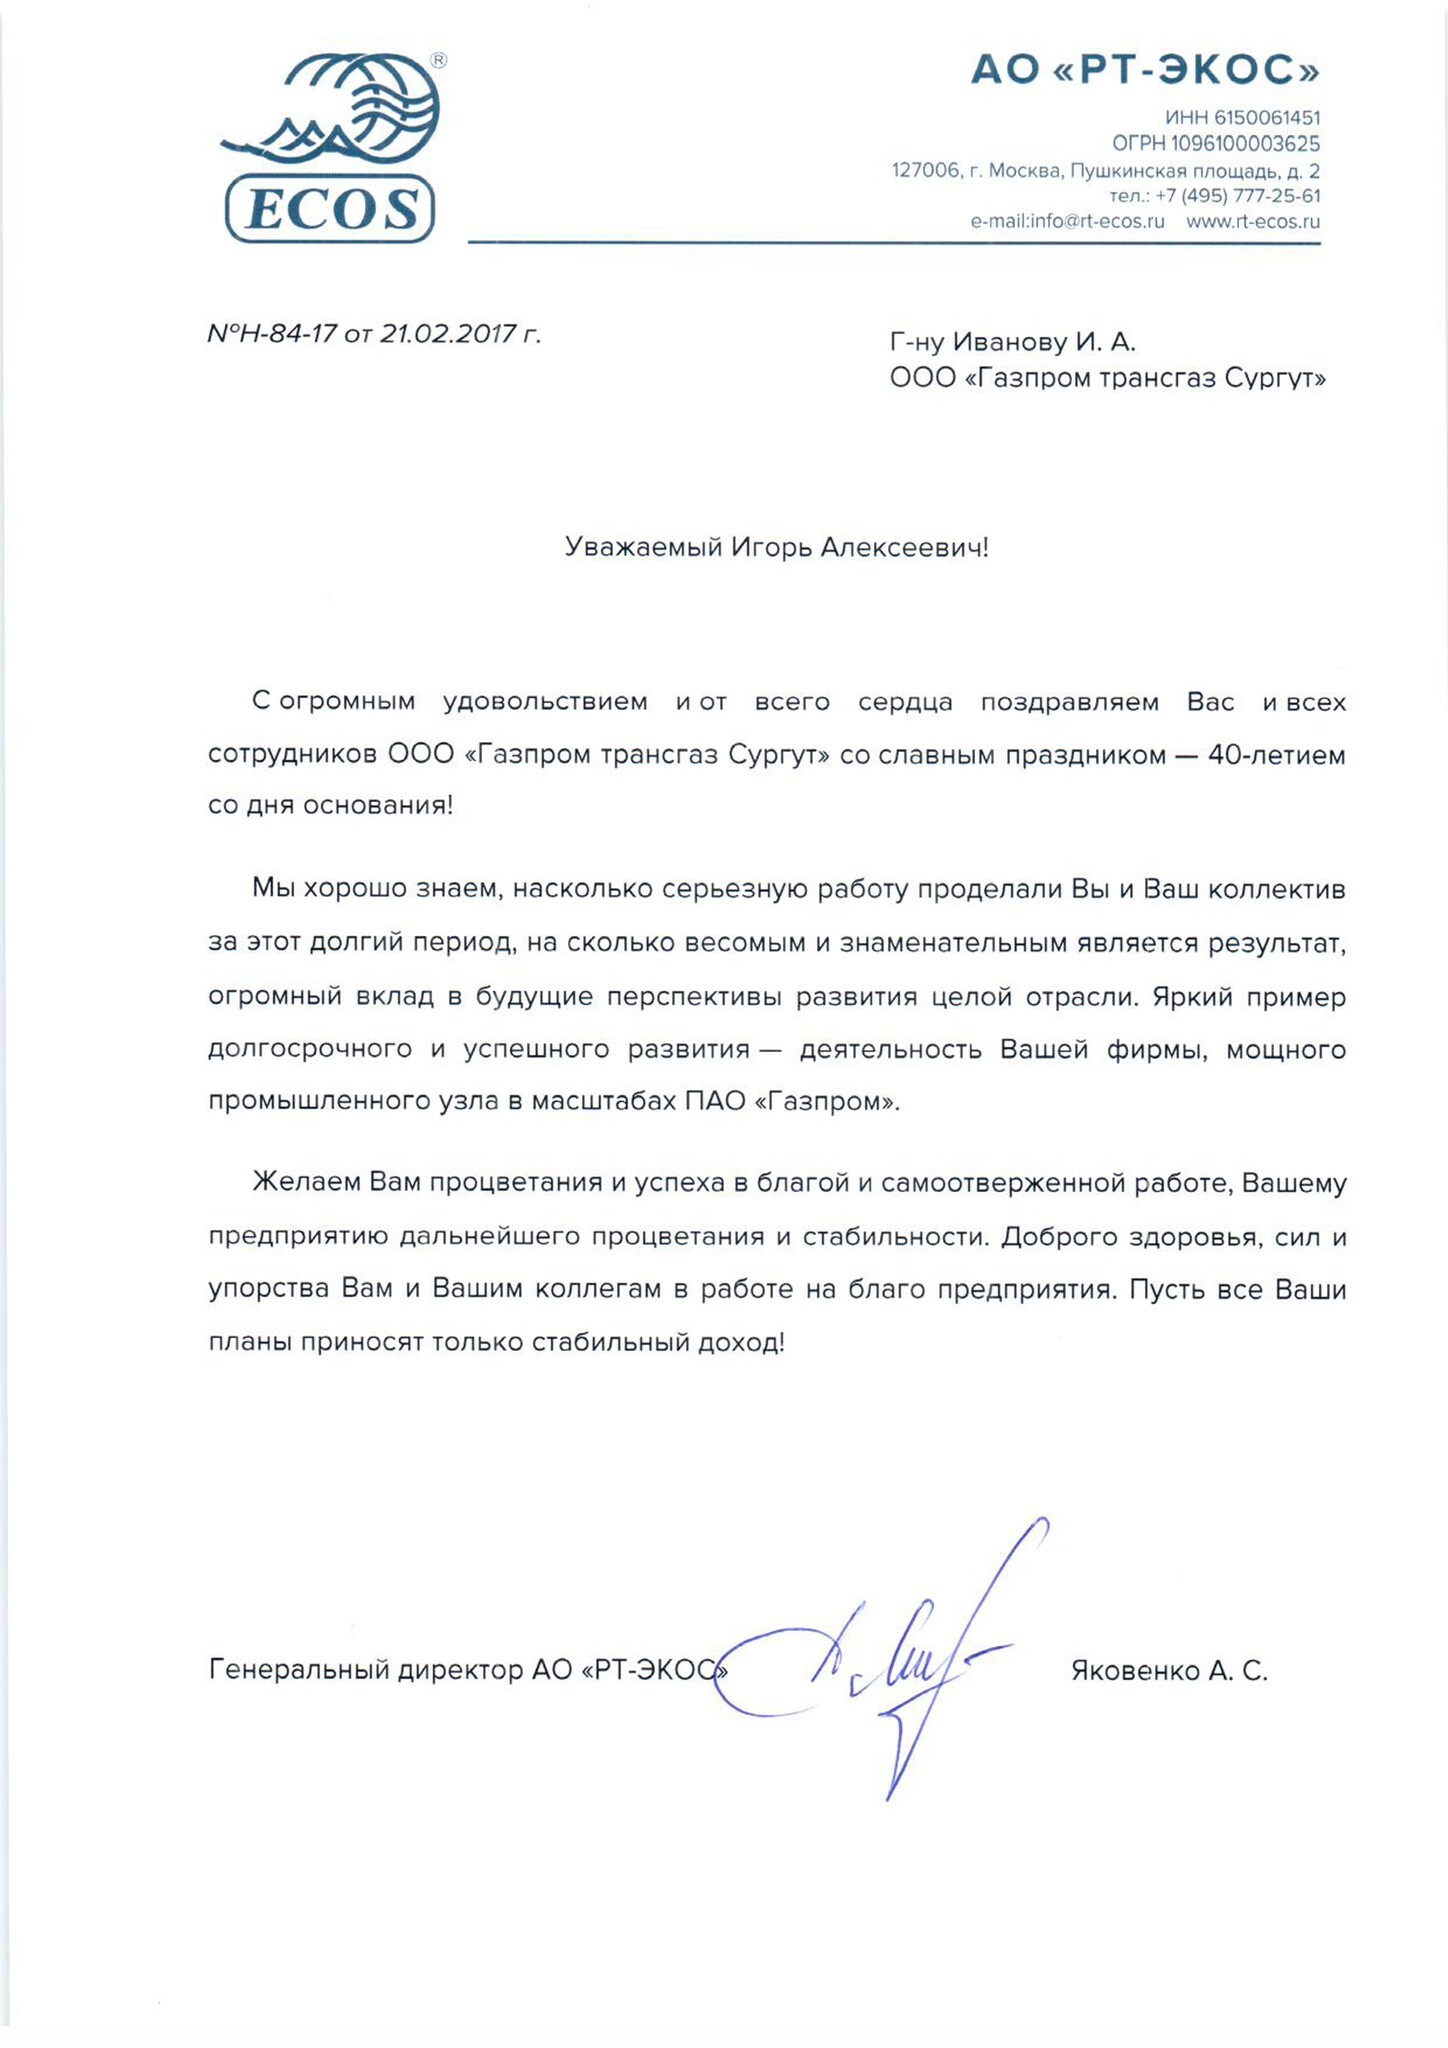 ®
ECOS
АО «РТ-ЭКОС»
ИНН 6150061451
ОГРН 1096100003625
127006, г. Москва, Пушкинская площадь, д. 2
тел.: +7 (495) 777-25-61
e-mail:info@rt-ecos.ru www.rt-ecos.ru
№Н-84-17 от 21.02.2017 г.
Г-ну Иванову И. А.
ООО «Газпром трансгаз Сургут»
Уважаемый Игорь Алексеевич!
С огромным удовольствием и от всего сердца поздравляем Вас и всех
сотрудников ООО «Газпром трансгаз Сургут» со славным праздником — 40-летием
со дня основания!
Мы хорошо знаем, насколько серьезную работу проделали Вы и Ваш коллектив
за этот долгий период, на сколько весомым и знаменательным является результат,
огромный вклад в будущие перспективы развития целой отрасли. Яркий пример
долгосрочного и успешного развития — деятельность Вашей фирмы, мощного
промышленного узла в масштабах ПАО «Газпром».
Желаем Вам процветания и успеха в благой и самоотверженной работе, Вашему
предприятию дальнейшего процветания и стабильности. Доброго здоровья, сил и
упорства Вам и Вашим коллегам в работе на благо предприятия. Пусть все Ваши
планы приносят только стабильный доход!
Генеральный директор АО «РТ-ЭКОС»
Яковенко А. С.